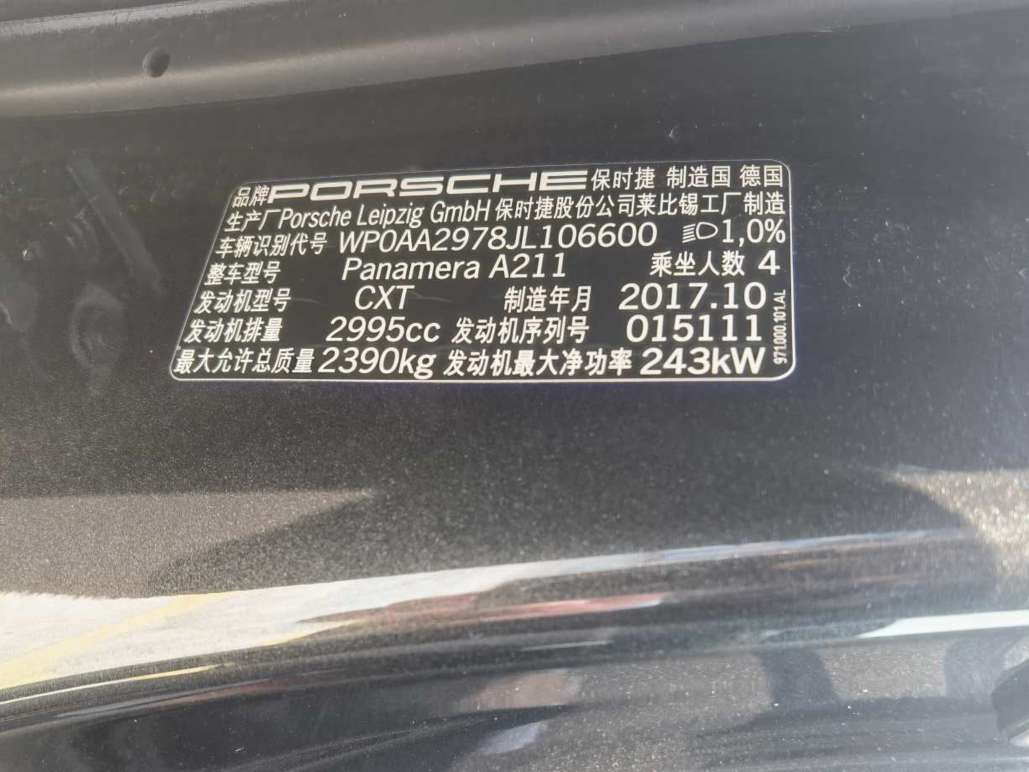 品牌PORSCHE保时捷 制造国 德国
生产厂Porsche Leipzig GmbH 保时捷股份公司莱比锡工厂制造
车辆识别代号 WP0AA2978JL106600 1,0%
整车型号 Panamera A211 乘坐人数 4
发动机型号 CXT 制造年月 2017.10
发动机排量 2995cc 发动机序列号 015111
最大允许总质量 2390kg 发动机最大净功率 243kW
971.000.101.AL